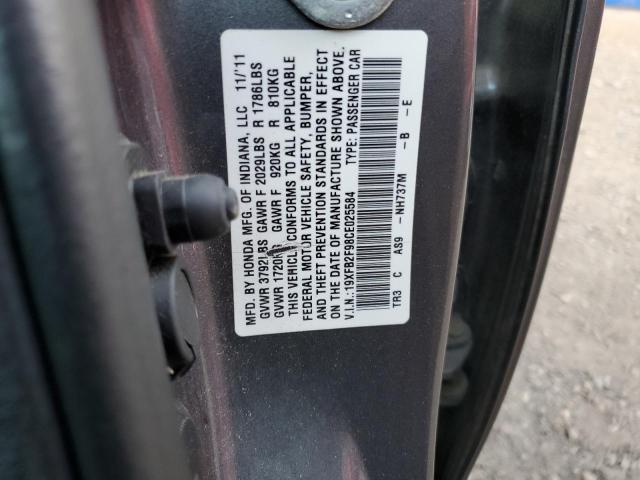 MFD. BY HONDA MFG. OF INDIANA, LLC 11/'11
GVWR 3792LBS GAWR F 2029LBS R 1786LBS
GVWR 1720KG GAWR F 920KG R 810KG
THIS VEHICLE CONFORMS TO ALL APPLICABLE
FEDERAL MOTOR VEHICLE SAFETY, BUMPER,
AND THEFT PREVENTION STANDARDS IN EFFECT
ON THE DATE OF MANUFACTURE SHOWN ABOVE.
V.I.N.: 19XFB2F98CE025584 TYPE: PASSENGER CAR
TR3 C AS9 -NH737M -B -E